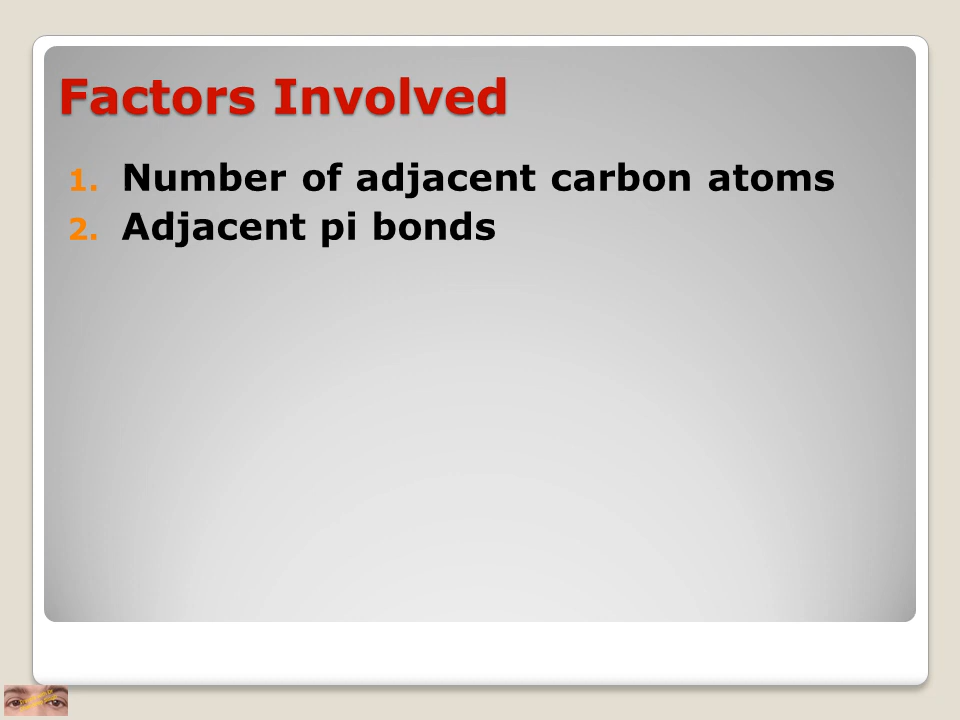 Factors Involved
1. Number of adjacent carbon atoms
2. Adjacent pi bonds